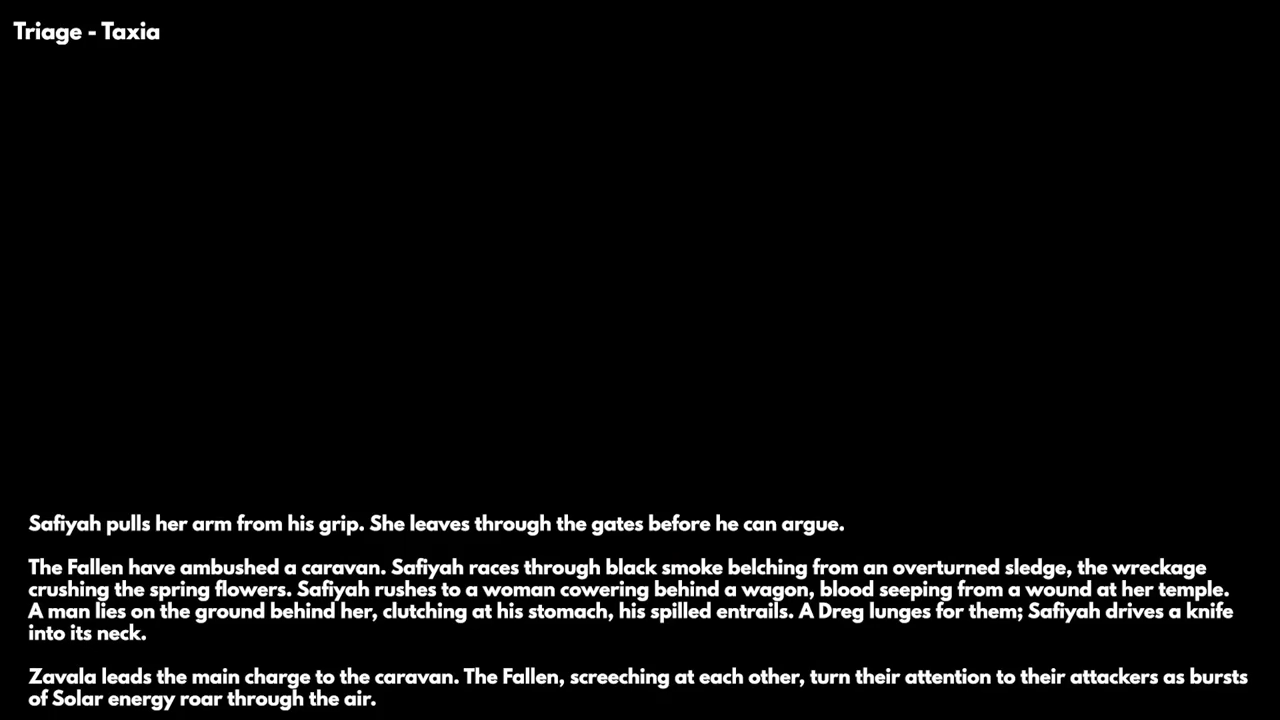 Triage - Taxia
Safiyah pulls her arm from his grip. She leaves through the gates before he can argue.
The Fallen have ambushed a caravan. Safiyah races through black smoke belching from an overturned sledge, the wreckage
crushing the spring flowers. Safiyah rushes to a woman cowering behind a wagon, blood seeping from a wound at her temple.
A man lies on the ground behind her, clutching at his stomach, his spilled entrails. A Dreg lunges for them; Safiyah drives a knife
into its neck.
Zavala leads the main charge to the caravan. The Fallen, screeching at each other, turn their attention to their attackers as bursts
of Solar energy roar through the air.